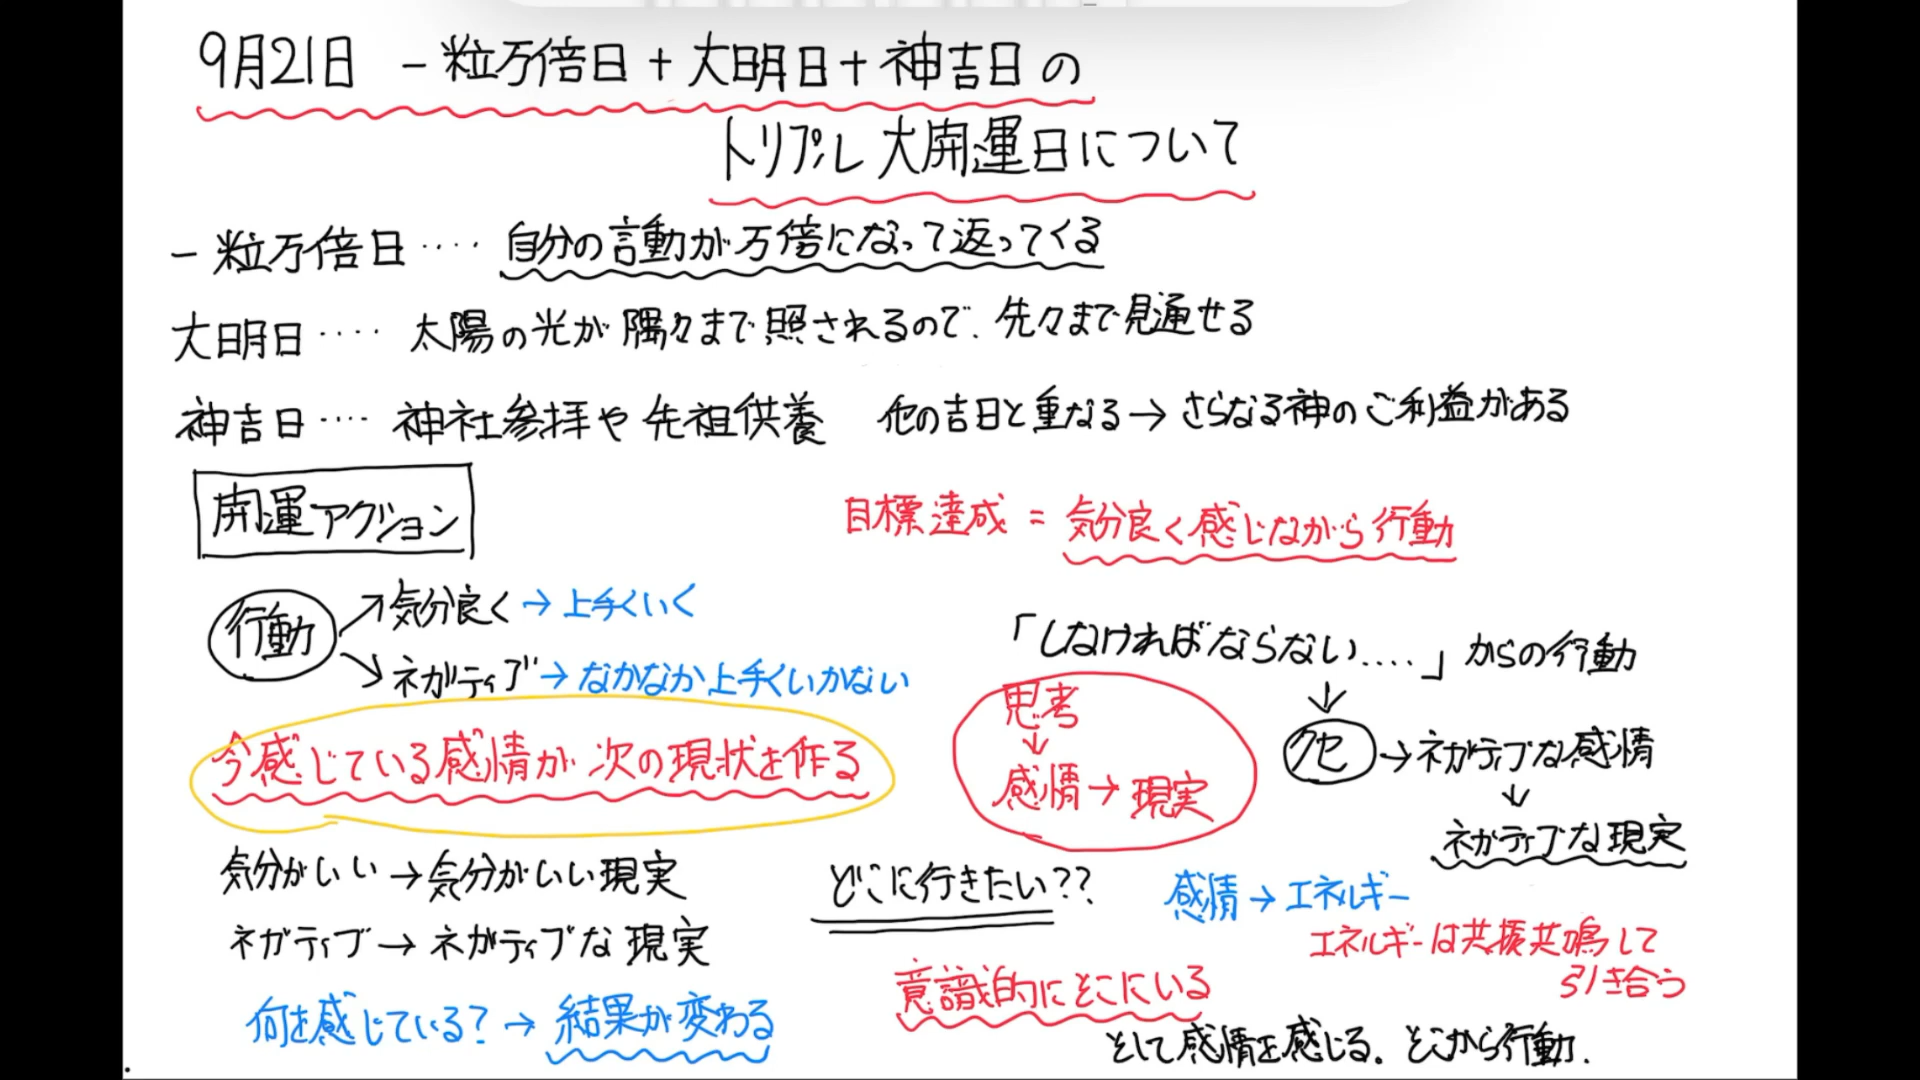 9月21日 一粒万倍日+大明日+神吉日の
トリプル大開運日について
一粒万倍日‥‥ 自分の言動が万倍になって返ってくる
大明日‥‥ 太陽の光が隅々まで照されるので、先々まで見通せる
神吉日‥‥ 神社参拝や先祖供養 他の吉日と重なる→さらなる神のご利益がある
開運アクション
目標達成 = 気分良く感じながら行動
行動
↗気分良く→上手くいく
↘ネガティブ→なかなか上手くいかない
「しなければならない‥‥」からの行動
↓
クセ→ネガティブな感情
↓
ネガティブな現実
今感じている感情が次の現状を作る
思考
↓
感情→現実
気分がいい→気分がいい現実
ネガティブ→ネガティブな現実
何を感じている?→結果が変わる
どこに行きたい??
感情→エネルギー
エネルギーは共振共鳴して
引き合う
意識的にそこにいる
そして感情を感じる。そこから行動.